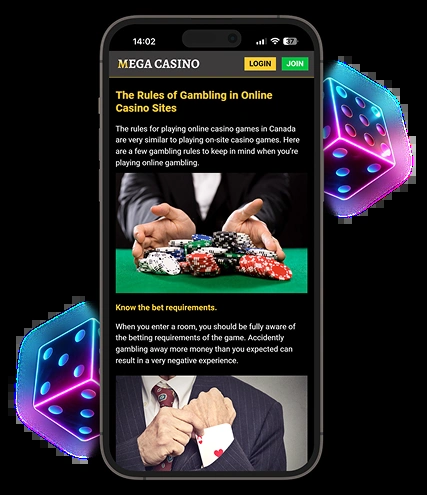 14:02
37
MEGA CASINO
LOGIN
JOIN
The Rules of Gambling in Online
Casino Sites
The rules for playing online casino games in Canada
are very similar to playing on-site casino games. Here
are a few gambling rules to keep in mind when you're
playing online gambling.
Know the bet requirements.
When you enter a room, you should be fully aware of
the betting requirements of the game. Accidently
gambling away more money than you expected can
result in a very negative experience.